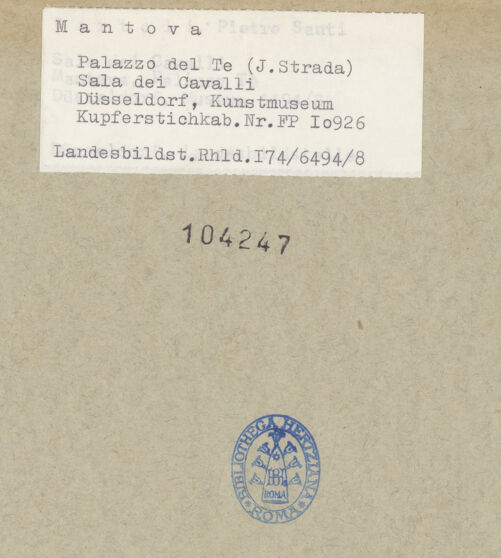 Mantova
Palazzo del Te (J.Strada)
Sala dei Cavalli
Düsseldorf, Kunstmuseum
Kupferstichkab.Nr.FP Io926
Landesbildst.Rhld.I74/6494/8
104247
BIBLIOTHECA HERTZIANA
ROMA
* ROMA *